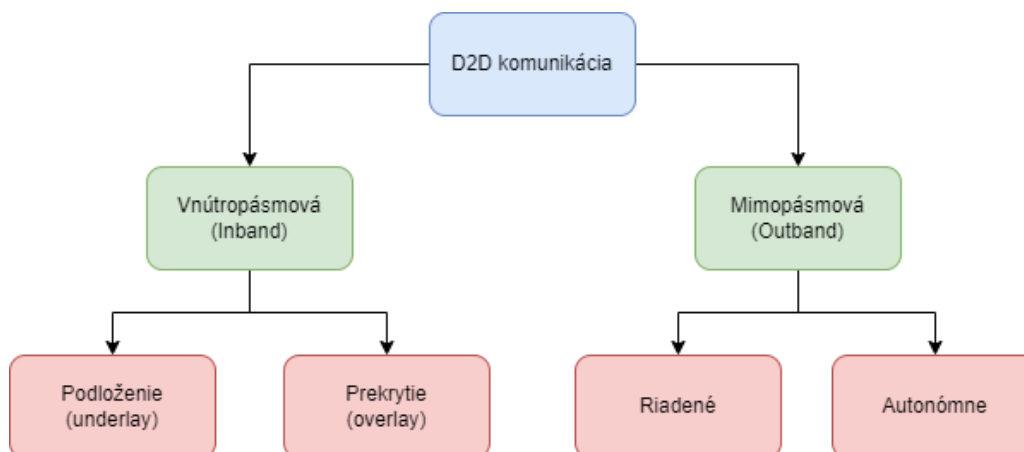 D2D komunikácia
Vnútropásmová
(Inband)
Mimopásmová
(Outband)
Podloženie
(underlay)
Prekrytie
(overlay)
Riadené
Autonómne